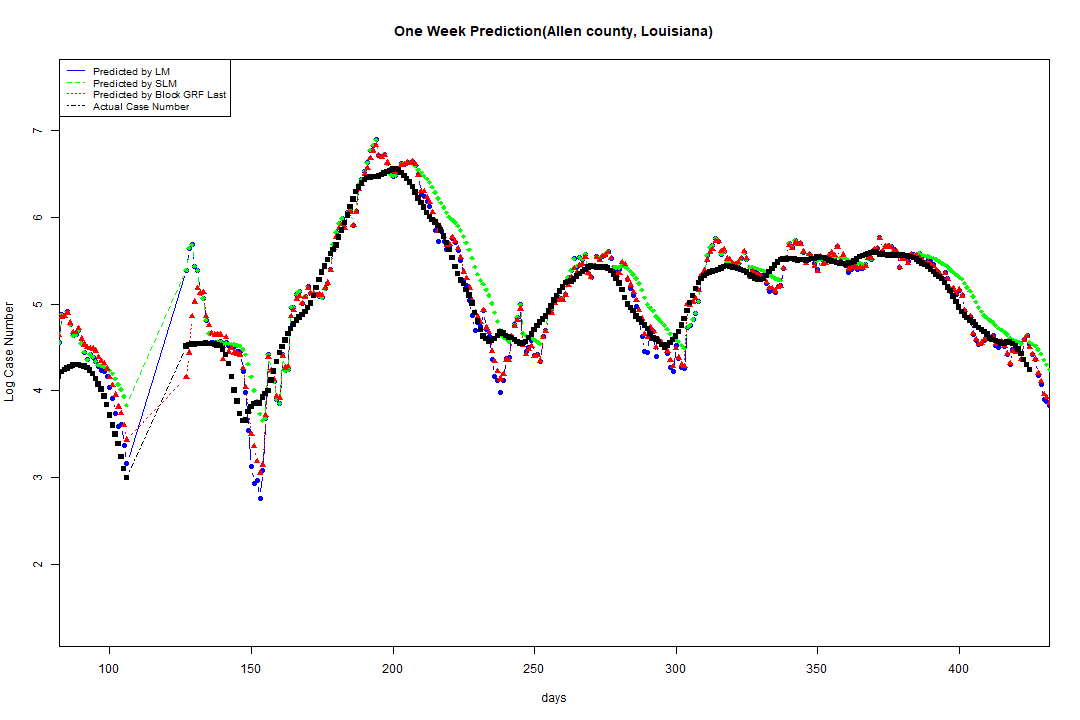 One Week Prediction(Allen county, Louisiana)
Predicted by LM
Predicted by SLM
Predicted by Block GRF Last
Actual Case Number
7
6
5
4
3
2
Log Case Number
100 150 200 250 300 350 400
days